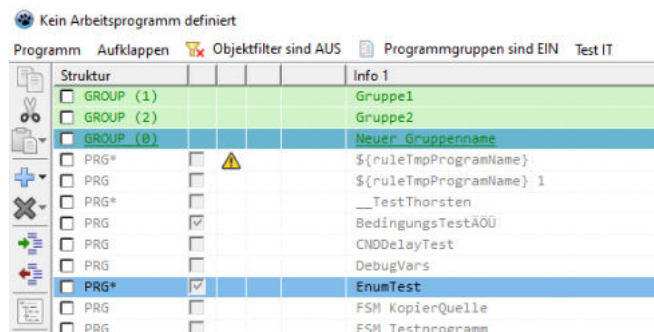 Kein Arbeitsprogramm definiert
Programm Aufklappen Objektfilter sind AUS Programmgruppen sind EIN Test IT
Struktur Info 1
GROUP (1) Gruppe1
GROUP (2) Gruppe2
GROUP (0) Neuer Gruppenname
PRG* ${ruleTmpProgramName}
PRG ${ruleTmpProgramName} 1
PRG* __TestThorsten
PRG BedingungsTestÄÖÜ
PRG CNDDelayTest
PRG DebugVars
PRG* EnumTest
PRG FSM KopierQuelle
PRG FSM Testprogramm